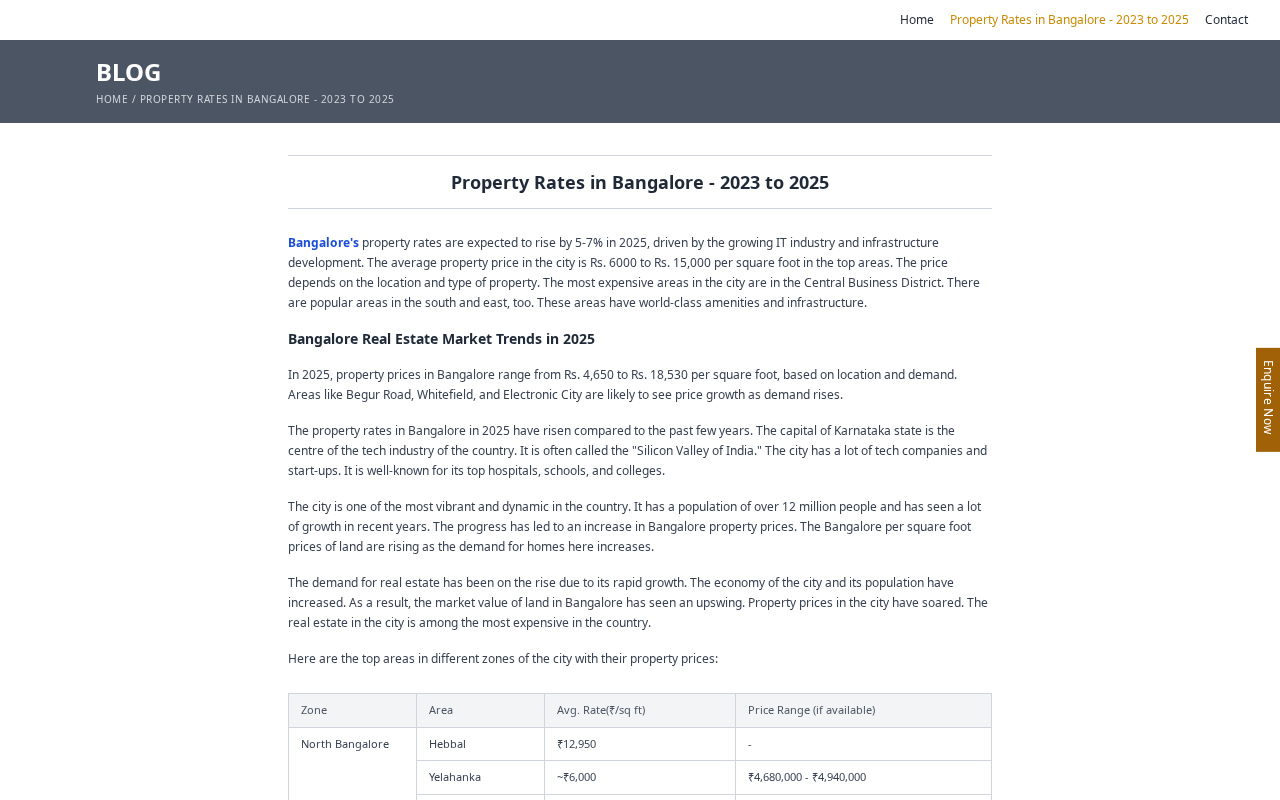 Home Property Rates in Bangalore - 2023 to 2025 Contact
BLOG
HOME / PROPERTY RATES IN BANGALORE - 2023 TO 2025
Property Rates in Bangalore - 2023 to 2025
Bangalore's property rates are expected to rise by 5-7% in 2025, driven by the growing IT industry and infrastructure
development. The average property price in the city is Rs. 6000 to Rs. 15,000 per square foot in the top areas. The price
depends on the location and type of property. The most expensive areas in the city are in the Central Business District. There
are popular areas in the south and east, too. These areas have world-class amenities and infrastructure.
Bangalore Real Estate Market Trends in 2025
In 2025, property prices in Bangalore range from Rs. 4,650 to Rs. 18,530 per square foot, based on location and demand.
Areas like Begur Road, Whitefield, and Electronic City are likely to see price growth as demand rises.
Enquire Now
The property rates in Bangalore in 2025 have risen compared to the past few years. The capital of Karnataka state is the
centre of the tech industry of the country. It is often called the "Silicon Valley of India." The city has a lot of tech companies and
start-ups. It is well-known for its top hospitals, schools, and colleges.
The city is one of the most vibrant and dynamic in the country. It has a population of over 12 million people and has seen a lot
of growth in recent years. The progress has led to an increase in Bangalore property prices. The Bangalore per square foot
prices of land are rising as the demand for homes here increases.
The demand for real estate has been on the rise due to its rapid growth. The economy of the city and its population have
increased. As a result, the market value of land in Bangalore has seen an upswing. Property prices in the city have soared. The
real estate in the city is among the most expensive in the country.
Here are the top areas in different zones of the city with their property prices:
Zone Area Avg. Rate(₹/sq ft) Price Range (if available)
North Bangalore Hebbal ₹12,950 -
Yelahanka ~₹6,000 ₹4,680,000 - ₹4,940,000